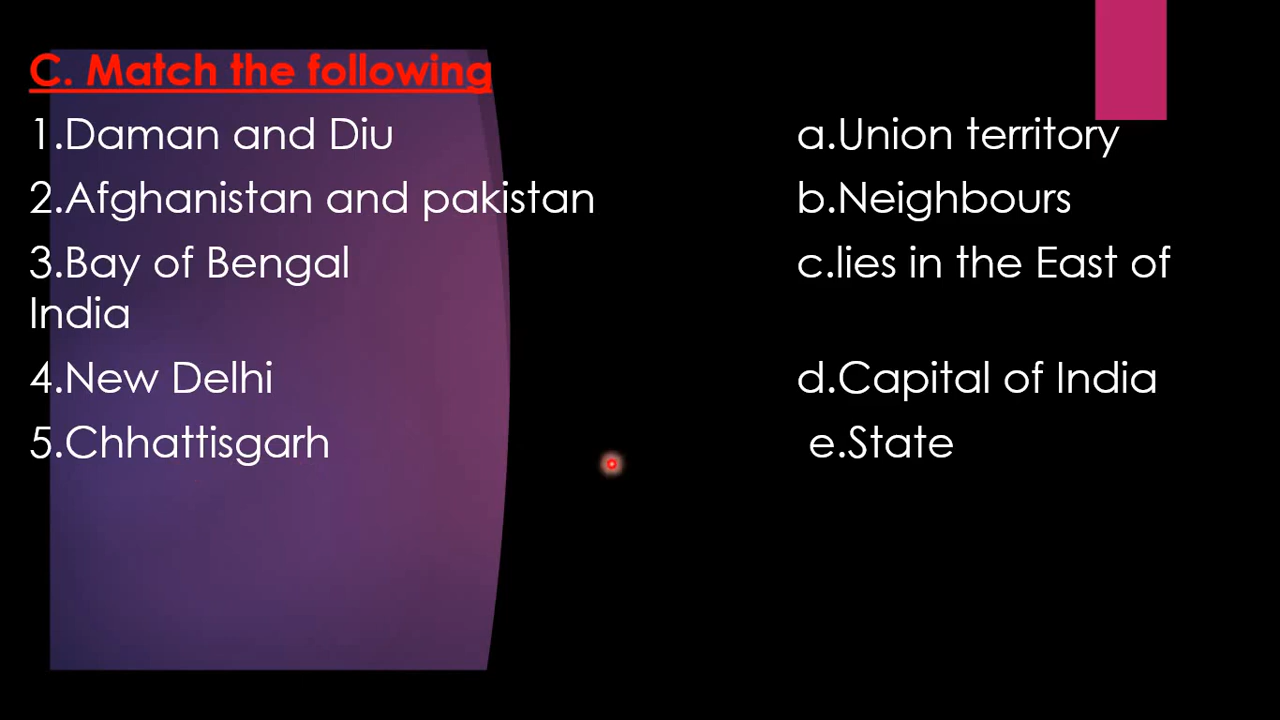 C. Match the following
1.Daman and Diu a.Union territory
2.Afghanistan and pakistan b.Neighbours
3.Bay of Bengal c.lies in the East of
India
4.New Delhi d.Capital of India
5.Chhattisgarh e.State